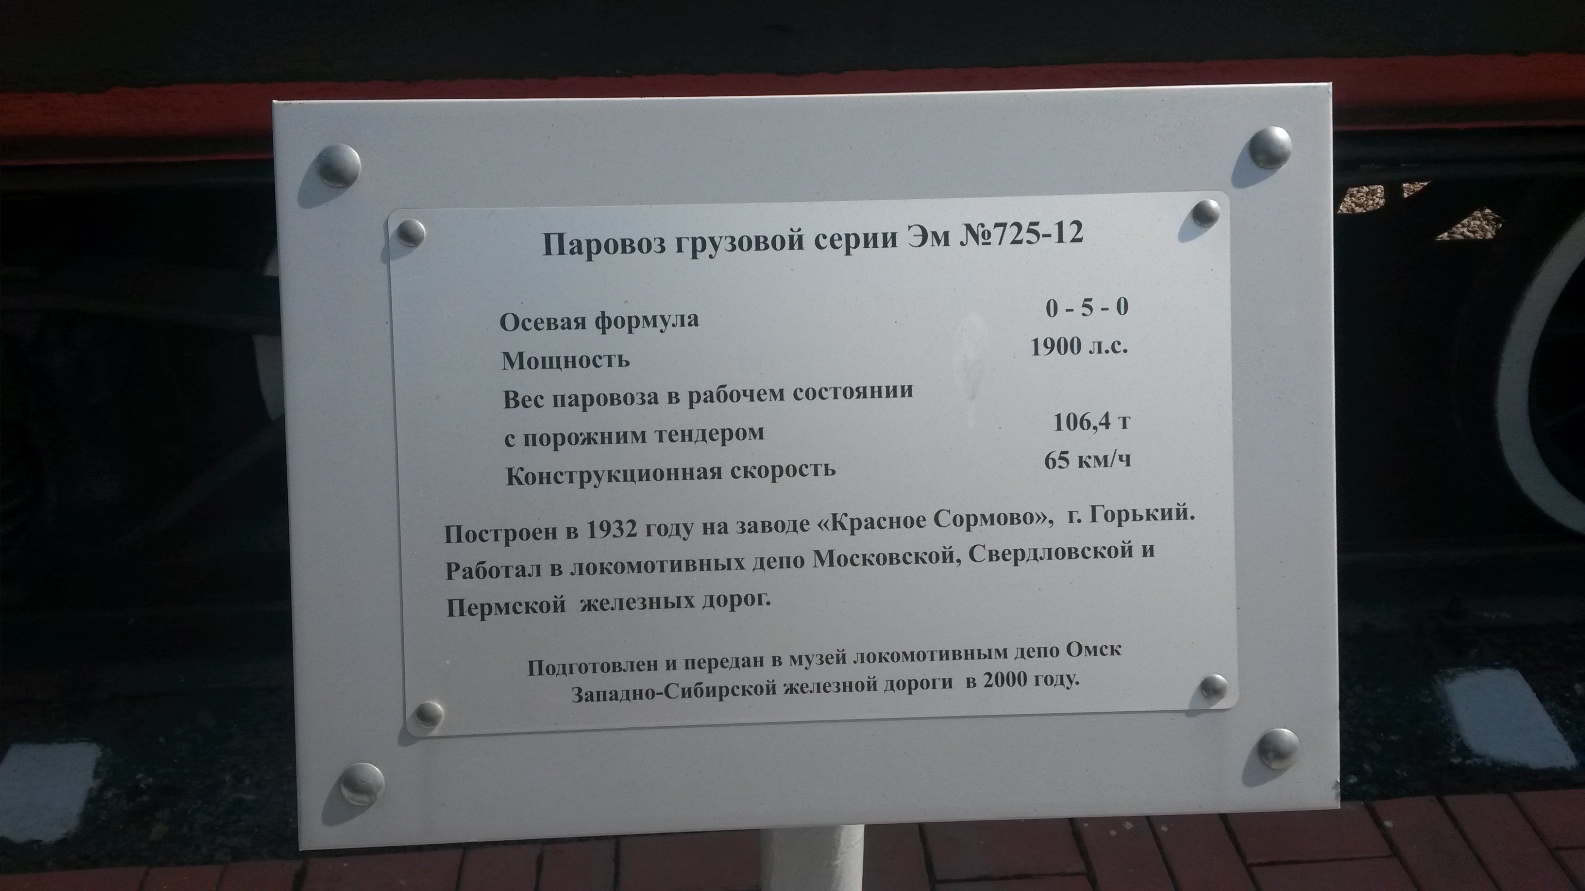 Паровоз грузовой серии Эм №725-12
Осевая формула 0 - 5 - 0
Мощность 1900 л.с.
Вес паровоза в рабочем состоянии
с порожним тендером 106,4 т
Конструкционная скорость 65 км/ч
Построен в 1932 году на заводе «Красное Сормово», г. Горький.
Работал в локомотивных депо Московской, Свердловской и
Пермской железных дорог.
Подготовлен и передан в музей локомотивным депо Омск
Западно-Сибирской железной дороги в 2000 году.